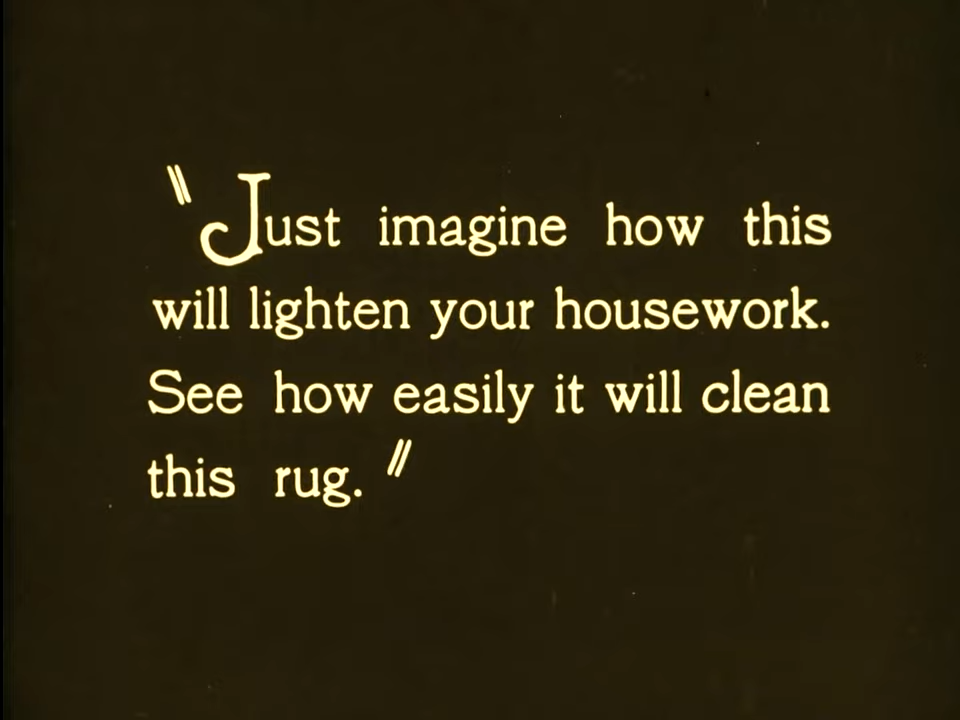 "Just imagine how this
will lighten your housework.
See how easily it will clean
this rug."